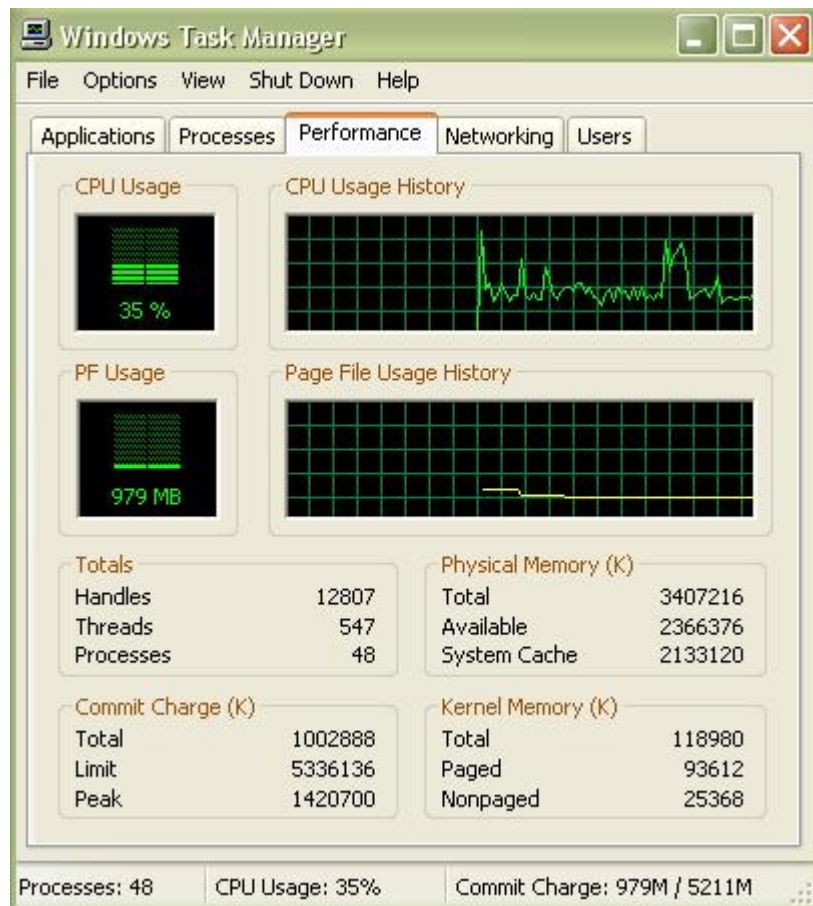 Windows Task Manager
File Options View Shut Down Help
Applications Processes Performance Networking Users
CPU Usage CPU Usage History
35 %
PF Usage Page File Usage History
979 MB
Totals Physical Memory (K)
Handles 12807 Total 3407216
Threads 547 Available 2366376
Processes 48 System Cache 2133120
Commit Charge (K) Kernel Memory (K)
Total 1002888 Total 118980
Limit 5336136 Paged 93612
Peak 1420700 Nonpaged 25368
Processes: 48 CPU Usage: 35% Commit Charge: 979M / 5211M